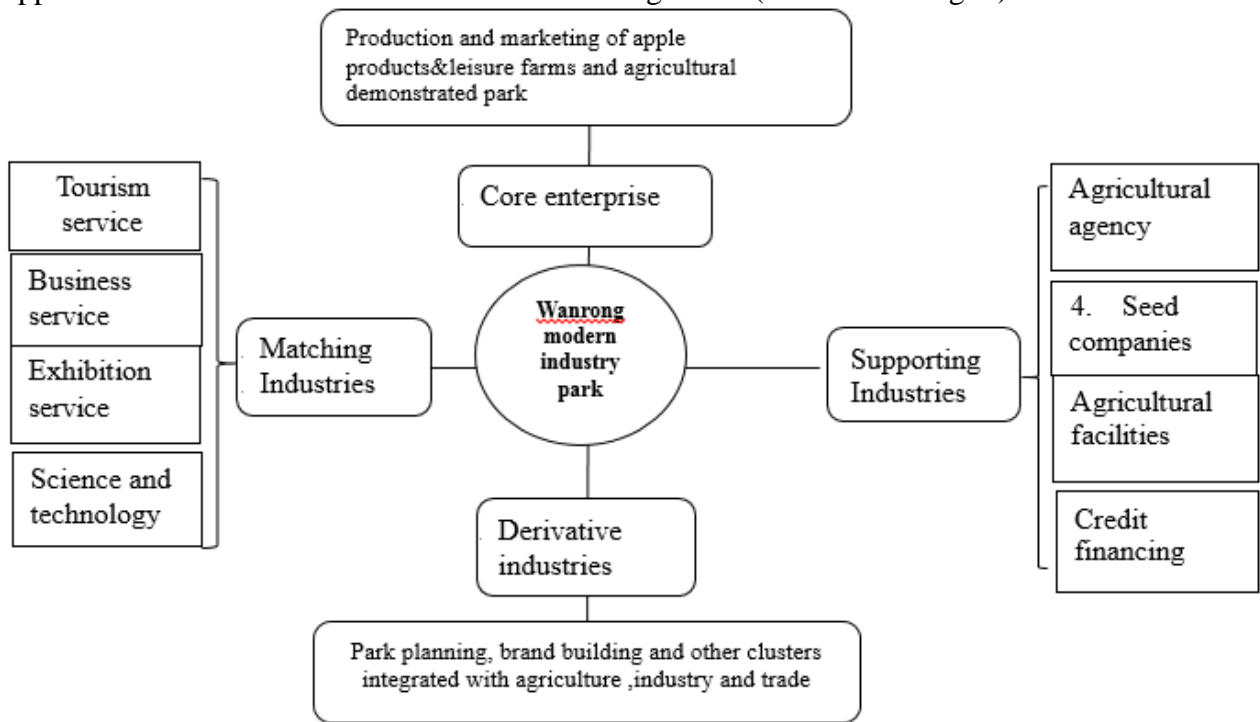 Production and marketing of apple
products&leisure farms and agricultural
demonstrated park
Core enterprise
Tourism
service
Business
service
Exhibition
service
Science and
technology
Matching
Industries
Wanrong
modern
industry
park
Supporting
Industries
Agricultural
agency
4. Seed
companies
Agricultural
facilities
Credit
financing
Derivative
industries
Park planning, brand building and other clusters
integrated with agriculture ,industry and trade